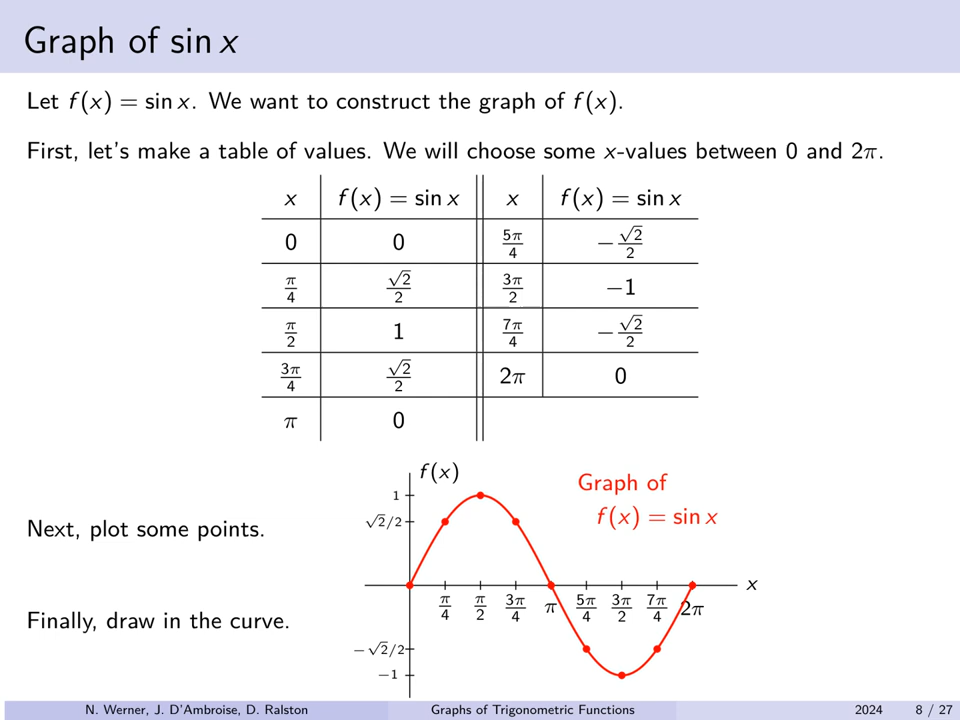 Graph of sin x
Let f(x) = sin x. We want to construct the graph of f(x).
First, let's make a table of values. We will choose some x-values between 0 and 2π.
x f(x) = sin x x f(x) = sin x
0 0 5π/4 −√2/2
π/4 √2/2 3π/2 −1
π/2 1 7π/4 −√2/2
3π/4 √2/2 2π 0
π 0
f(x)
Graph of
f(x) = sin x
1
√2/2
Next, plot some points.
x
π/4 π/2 3π/4 π 5π/4 3π/2 7π/4 2π
Finally, draw in the curve.
−√2/2
−1
N. Werner, J. D'Ambroise, D. Ralston Graphs of Trigonometric Functions 2024 8 / 27